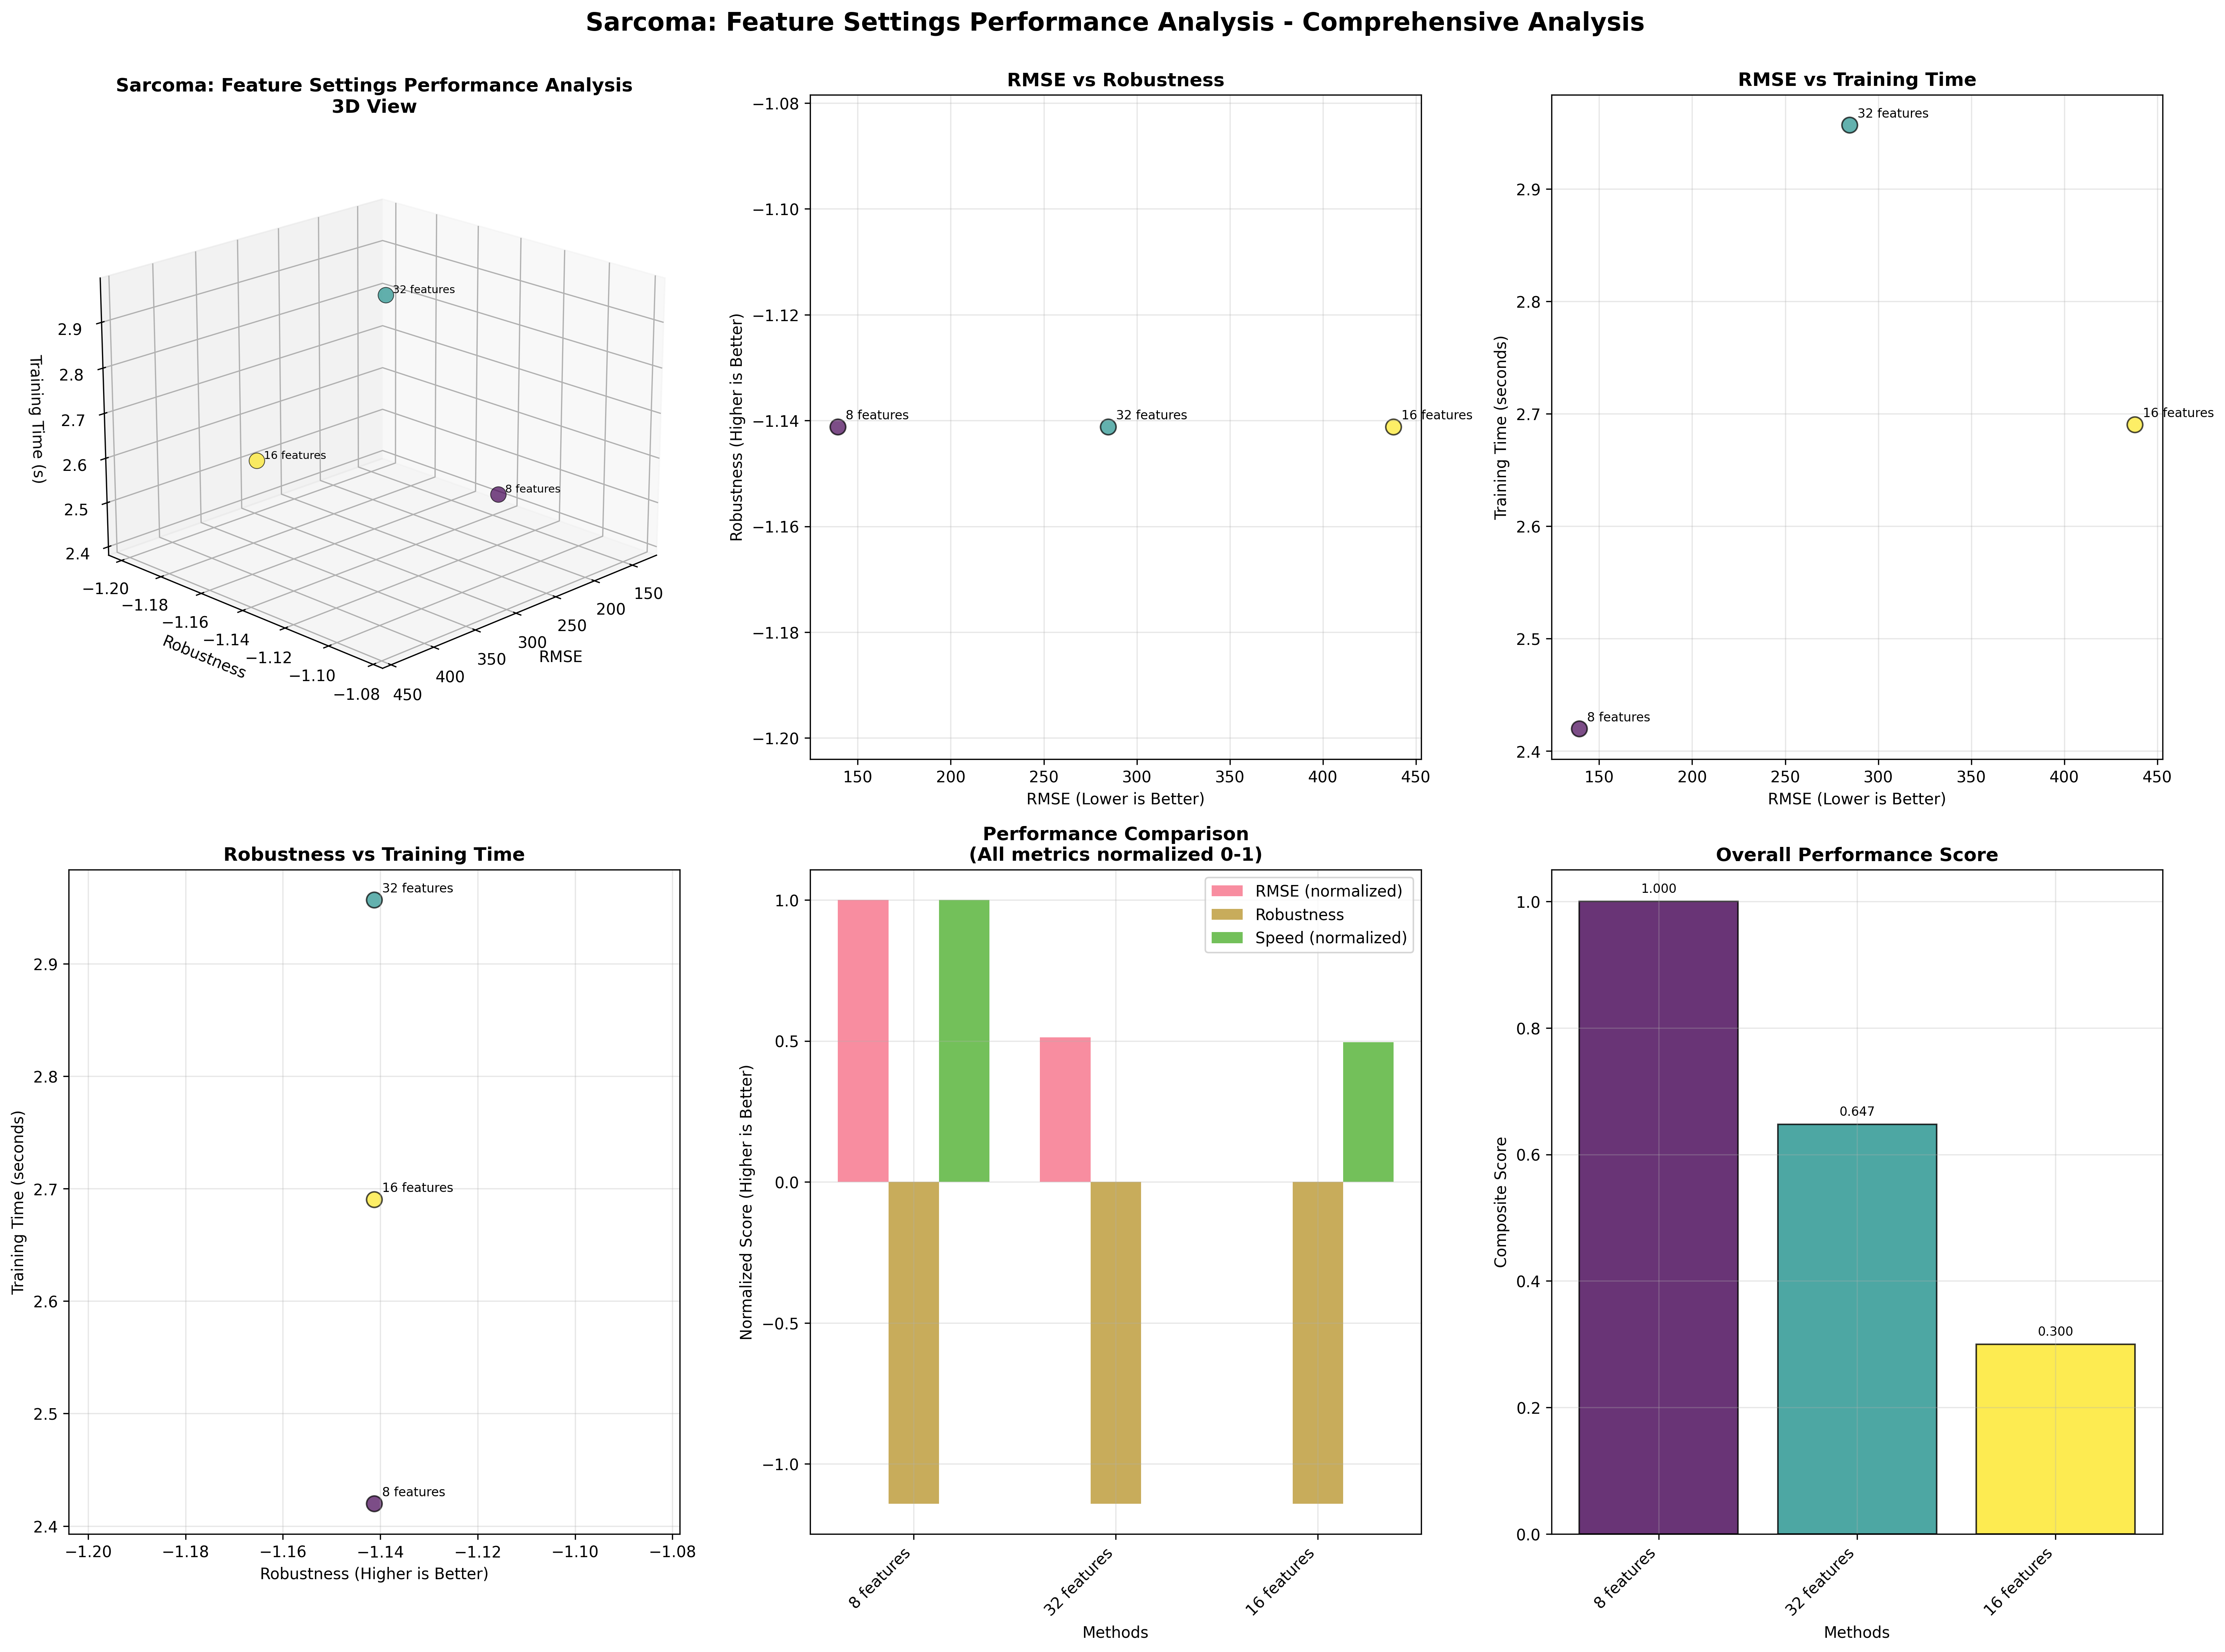 Sarcoma: Feature Settings Performance Analysis - Comprehensive Analysis
Sarcoma: Feature Settings Performance Analysis
3D View
32 features
16 features
8 features
Training Time (s)
2.9
2.8
2.7
2.6
2.5
2.4
−1.20
−1.18
−1.16
−1.14
−1.12
−1.10
−1.08
Robustness
450
400
350
300
250
200
150
RMSE
RMSE vs Robustness
Robustness (Higher is Better)
−1.08
−1.10
−1.12
−1.14
−1.16
−1.18
−1.20
8 features
32 features
16 features
150 200 250 300 350 400 450
RMSE (Lower is Better)
RMSE vs Training Time
Training Time (seconds)
2.9
2.8
2.7
2.6
2.5
2.4
32 features
16 features
8 features
150 200 250 300 350 400 450
RMSE (Lower is Better)
Robustness vs Training Time
Training Time (seconds)
2.9
2.8
2.7
2.6
2.5
2.4
32 features
16 features
8 features
−1.20 −1.18 −1.16 −1.14 −1.12 −1.10 −1.08
Robustness (Higher is Better)
Performance Comparison
(All metrics normalized 0-1)
Normalized Score (Higher is Better)
1.0
0.5
0.0
−0.5
−1.0
RMSE (normalized)
Robustness
Speed (normalized)
8 features
32 features
16 features
Methods
Overall Performance Score
Composite Score
1.0
0.8
0.6
0.4
0.2
0.0
1.000
0.647
0.300
8 features
32 features
16 features
Methods